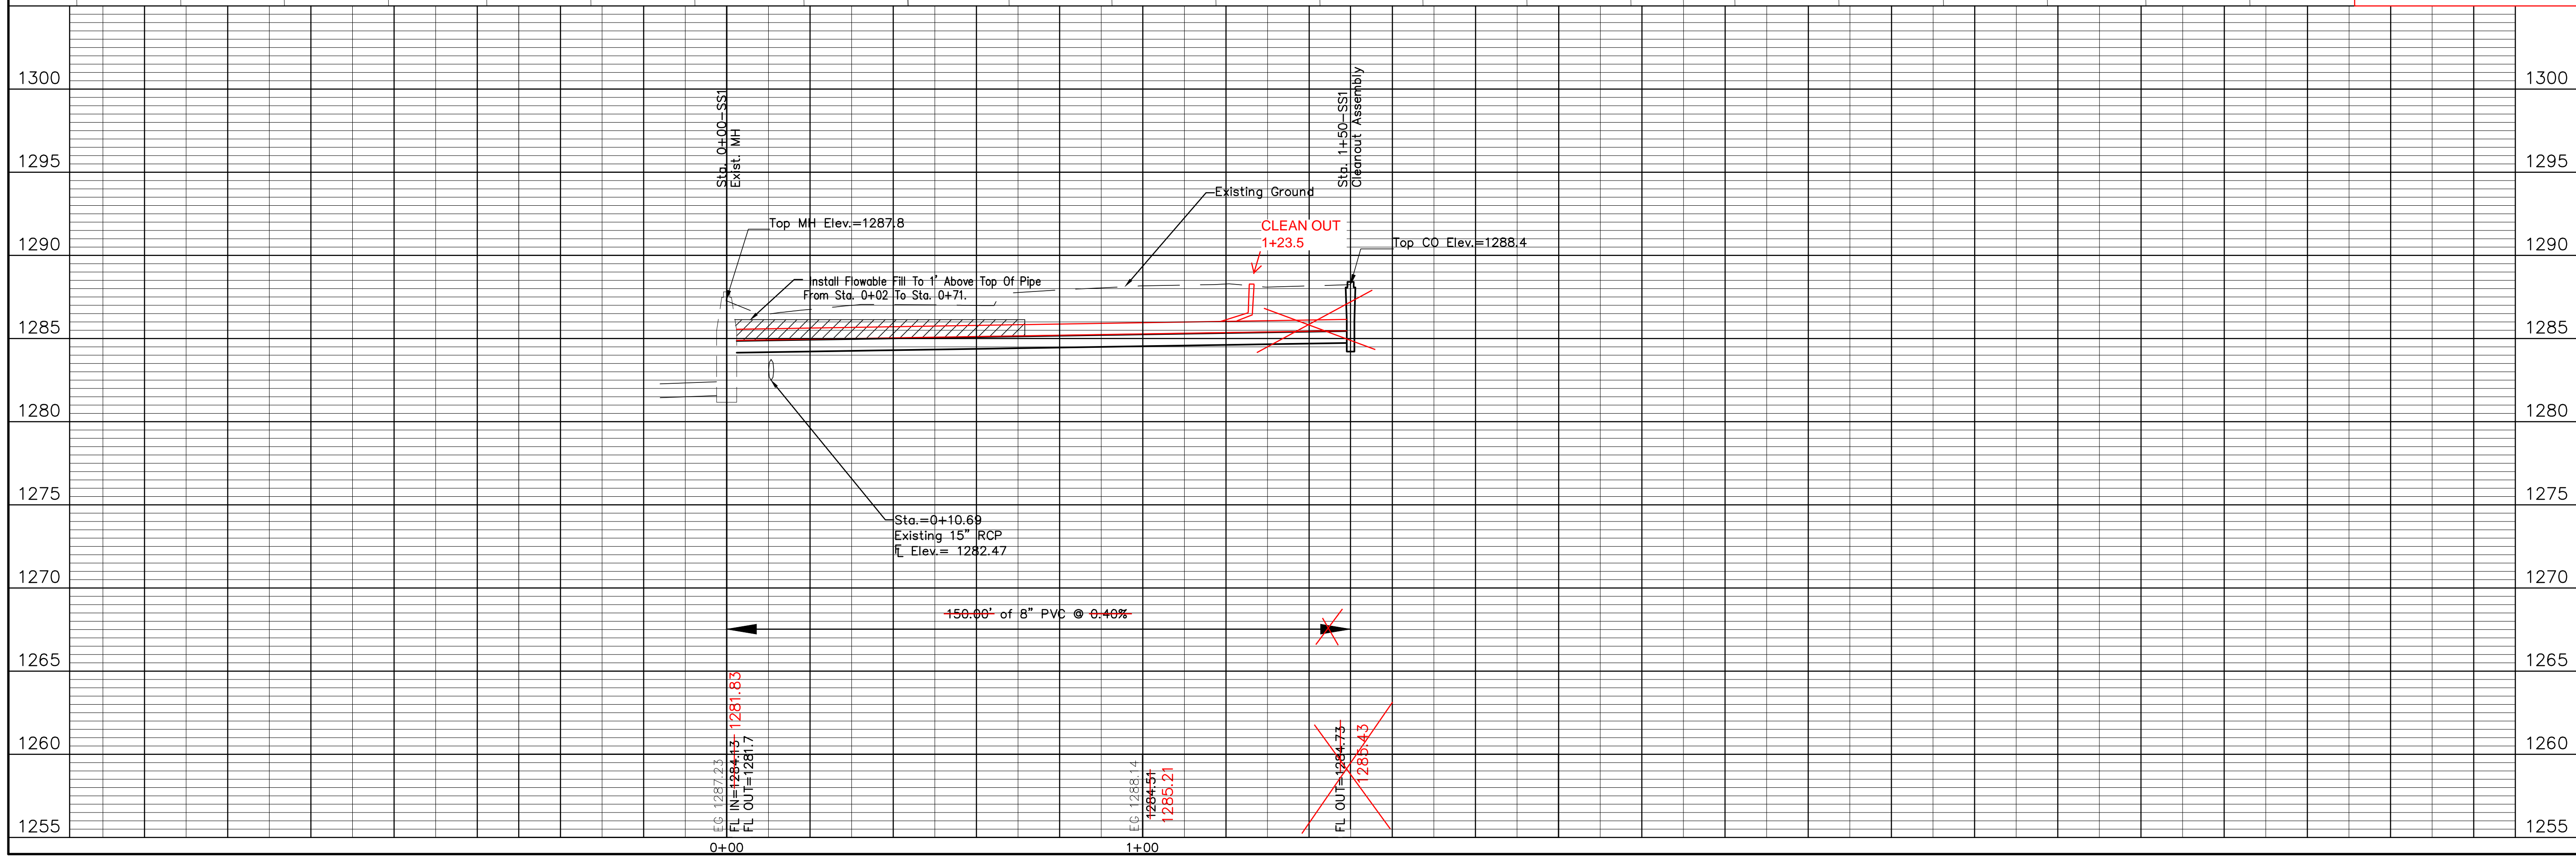 1300
1300
1295
1295
1290
1290
1285
1285
1280
1280
1275
1275
1270
1270
1265
1265
1260
1260
1255
1255
Sta. 0+00-SS1
Exist. MH
Sta. 1+50-SS1
Cleanout Assembly
Existing Ground
Top MH Elev.=1287.8
CLEAN OUT
1+23.5
Top CO Elev.=1288.4
Install Flowable Fill To 1' Above Top Of Pipe
From Sta. 0+02 To Sta. 0+71.
Sta.=0+10.69
Existing 15" RCP
FL Elev.= 1282.47
150.00' of 8" PVC @ 0.40%
EG 1287.23
FL IN=1284.13 1281.83
FL OUT=1281.7
EG 1288.14
1284.51
1285.21
FL OUT=1284.73
1285.43
0+00
1+00